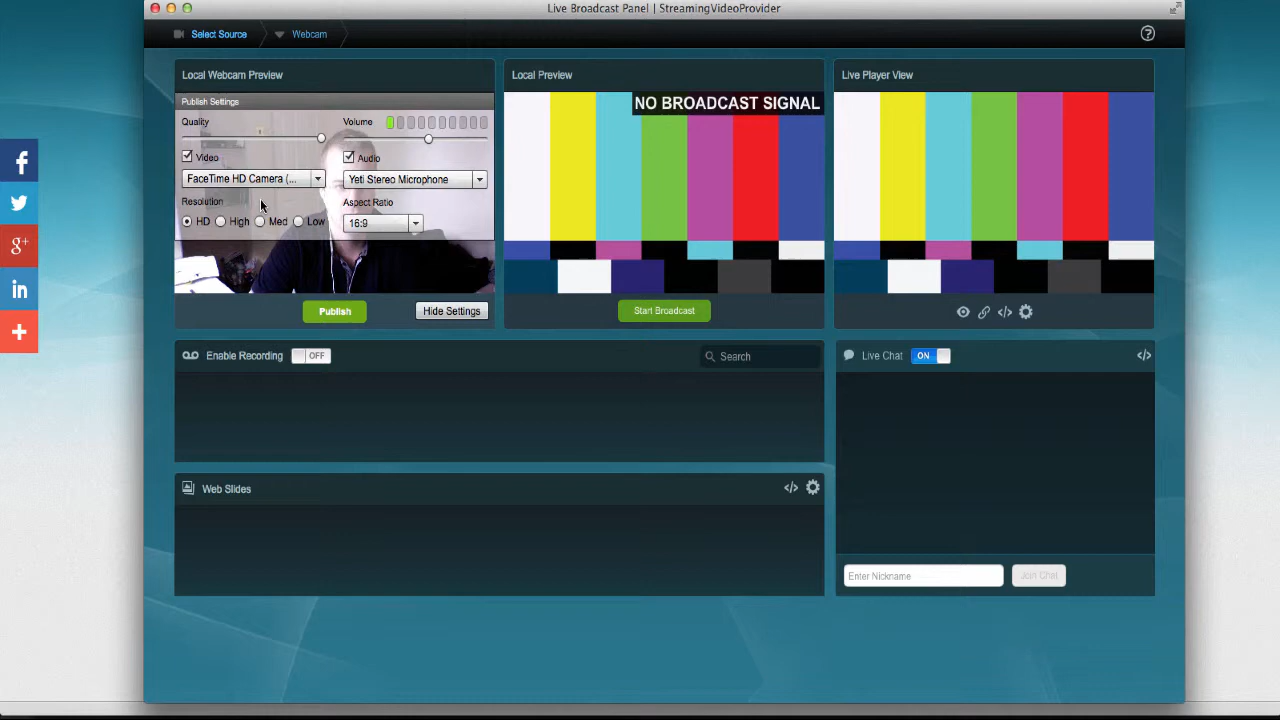 Live Broadcast Panel | StreamingVideoProvider
Select Source
Webcam
Local Webcam Preview
Publish Settings
Quality
Volume
Video
Audio
FaceTime HD Camera (...
Yeti Stereo Microphone
Resolution
Aspect Ratio
HD High Med Low
16:9
Publish
Hide Settings
Local Preview
NO BROADCAST SIGNAL
Start Broadcast
Live Player View
Enable Recording
OFF
Search
Live Chat
ON
Web Slides
Enter Nickname
Join Chat